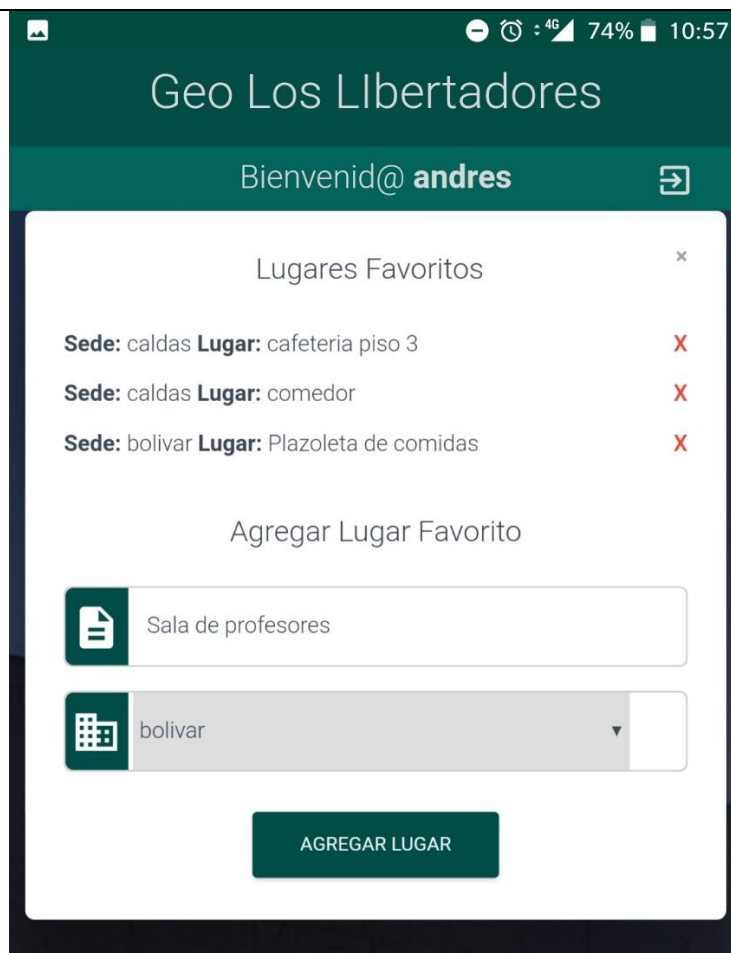 4G 74% 10:57
Geo Los LIbertadores
Bienvenid@ andres
Lugares Favoritos ×
Sede: caldas Lugar: cafeteria piso 3 X
Sede: caldas Lugar: comedor X
Sede: bolivar Lugar: Plazoleta de comidas X
Agregar Lugar Favorito
Sala de profesores
bolivar
AGREGAR LUGAR